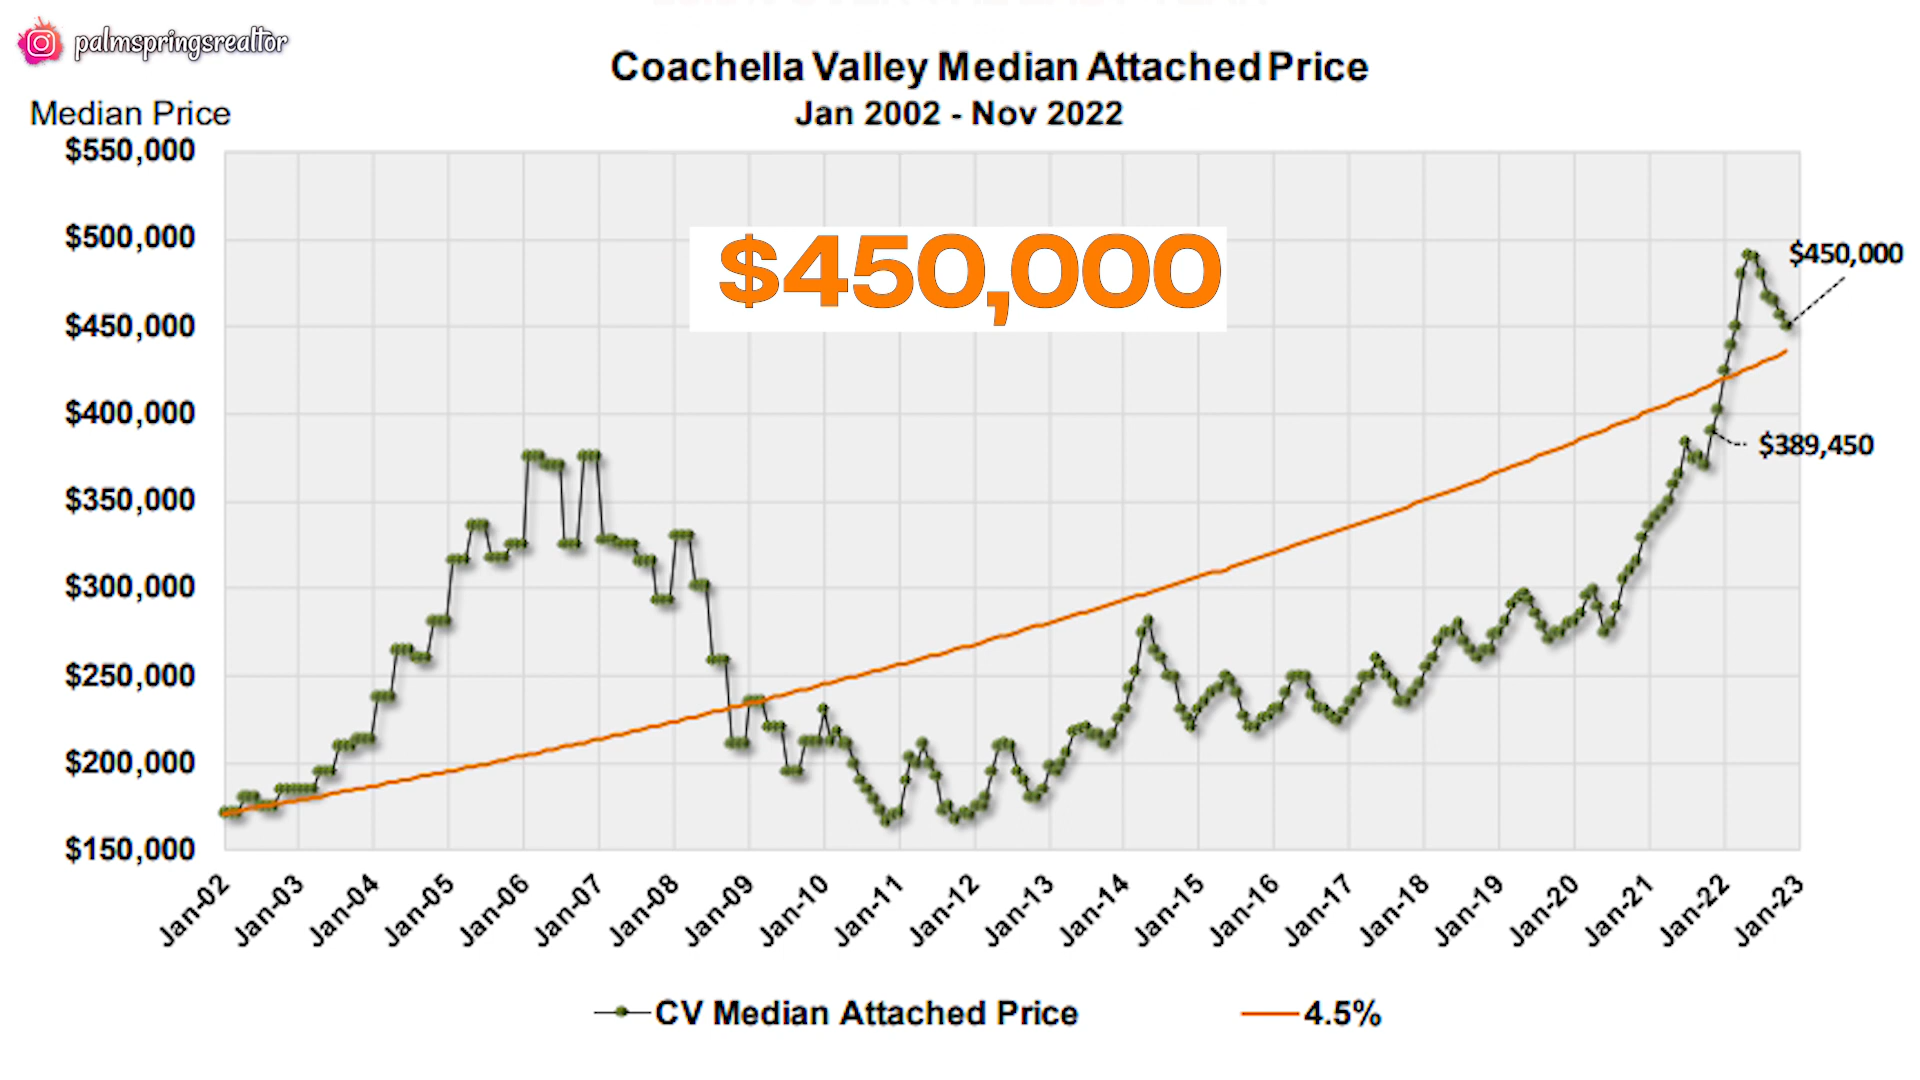 palmspringsrealtor
Coachella Valley Median Attached Price
Jan 2002 - Nov 2022
Median Price
$550,000
$500,000
$450,000
$400,000
$350,000
$300,000
$250,000
$200,000
$150,000
$450,000
$450,000
$389,450
Jan-02
Jan-03
Jan-04
Jan-05
Jan-06
Jan-07
Jan-08
Jan-09
Jan-10
Jan-11
Jan-12
Jan-13
Jan-14
Jan-15
Jan-16
Jan-17
Jan-18
Jan-19
Jan-20
Jan-21
Jan-22
Jan-23
CV Median Attached Price
4.5%